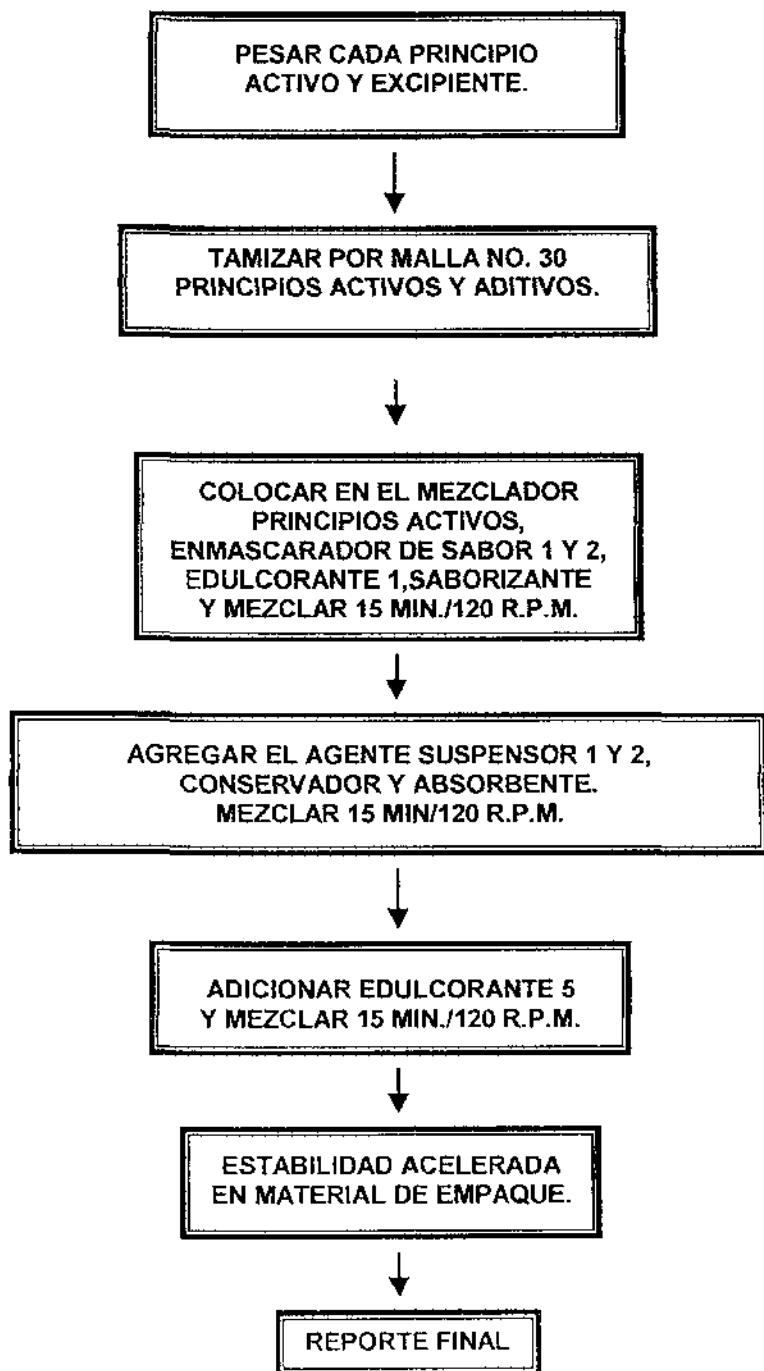 PESAR CADA PRINCIPIO
ACTIVO Y EXCIPIENTE.
TAMIZAR POR MALLA NO. 30
PRINCIPIOS ACTIVOS Y ADITIVOS.
COLOCAR EN EL MEZCLADOR
PRINCIPIOS ACTIVOS,
ENMASCARADOR DE SABOR 1 Y 2,
EDULCORANTE 1,SABORIZANTE
Y MEZCLAR 15 MIN./120 R.P.M.
AGREGAR EL AGENTE SUSPENSOR 1 Y 2,
CONSERVADOR Y ABSORBENTE.
MEZCLAR 15 MIN/120 R.P.M.
ADICIONAR EDULCORANTE 5
Y MEZCLAR 15 MIN./120 R.P.M.
ESTABILIDAD ACELERADA
EN MATERIAL DE EMPAQUE.
REPORTE FINAL